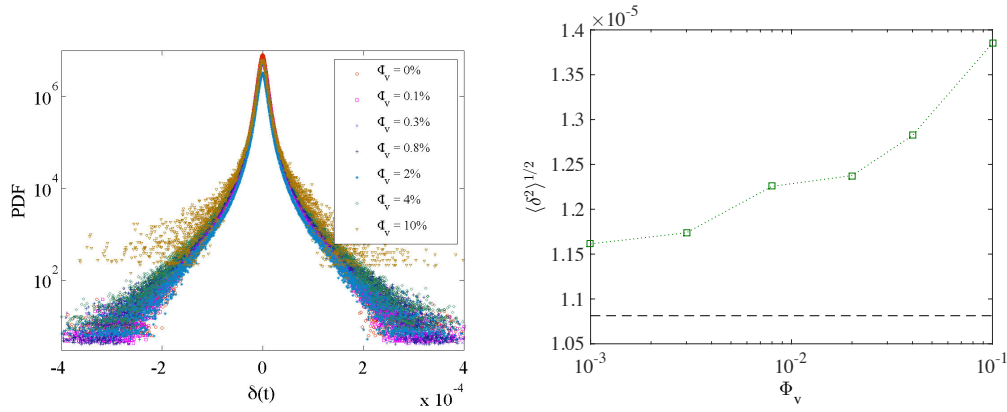 PDF
10^6
10^4
10^2
-4
-2
0
2
4
δ(t)
x 10^-4
Φ_v = 0%
Φ_v = 0.1%
Φ_v = 0.3%
Φ_v = 0.8%
Φ_v = 2%
Φ_v = 4%
Φ_v = 10%
×10^-5
1.4
1.35
1.3
1.25
1.2
1.15
1.1
1.05
⟨δ²⟩^1/2
10^-3
10^-2
10^-1
Φ_v